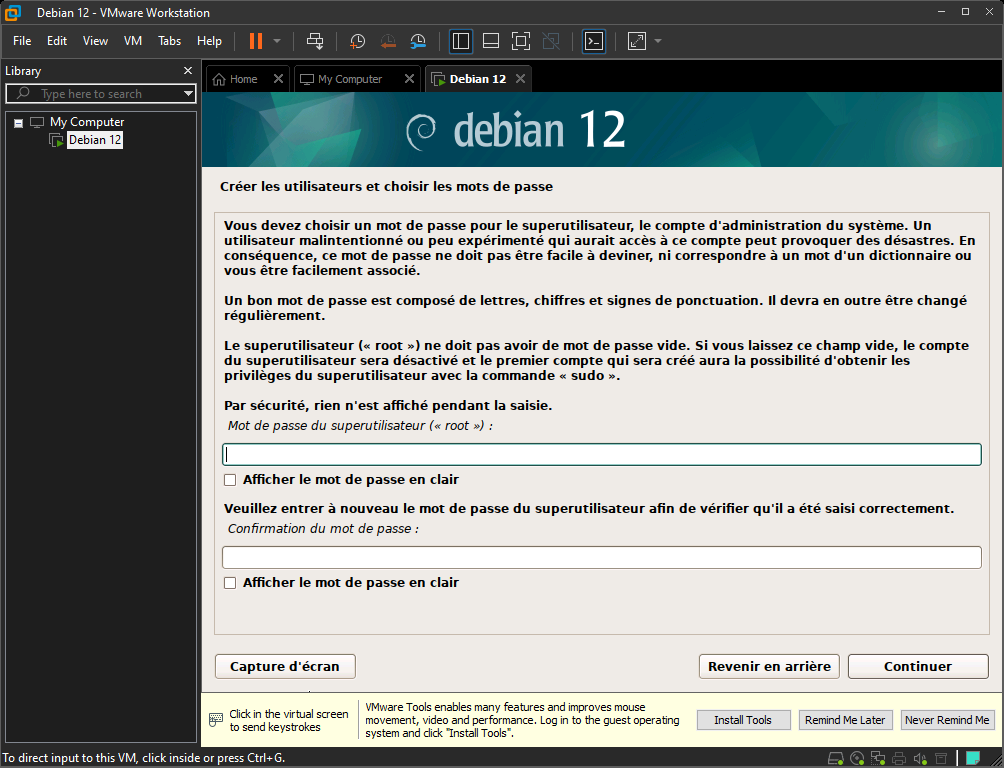 Debian 12 - VMware Workstation
File Edit View VM Tabs Help
Library
Type here to search
My Computer
Debian 12
Home
My Computer
Debian 12
debian 12
Créer les utilisateurs et choisir les mots de passe
Vous devez choisir un mot de passe pour le superutilisateur, le compte d'administration du système. Un
utilisateur malintentionné ou peu expérimenté qui aurait accès à ce compte peut provoquer des désastres. En
conséquence, ce mot de passe ne doit pas être facile à deviner, ni correspondre à un mot d'un dictionnaire ou
vous être facilement associé.
Un bon mot de passe est composé de lettres, chiffres et signes de ponctuation. Il devra en outre être changé
régulièrement.
Le superutilisateur (« root ») ne doit pas avoir de mot de passe vide. Si vous laissez ce champ vide, le compte
du superutilisateur sera désactivé et le premier compte qui sera créé aura la possibilité d'obtenir les
privilèges du superutilisateur avec la commande « sudo ».
Par sécurité, rien n'est affiché pendant la saisie.
Mot de passe du superutilisateur (« root ») :
Afficher le mot de passe en clair
Veuillez entrer à nouveau le mot de passe du superutilisateur afin de vérifier qu'il a été saisi correctement.
Confirmation du mot de passe :
Afficher le mot de passe en clair
Capture d'écran
Revenir en arrière
Continuer
Click in the virtual screen
to send keystrokes
VMware Tools enables many features and improves mouse
movement, video and performance. Log in to the guest operating
system and click "Install Tools".
Install Tools
Remind Me Later
Never Remind Me
To direct input to this VM, click inside or press Ctrl+G.